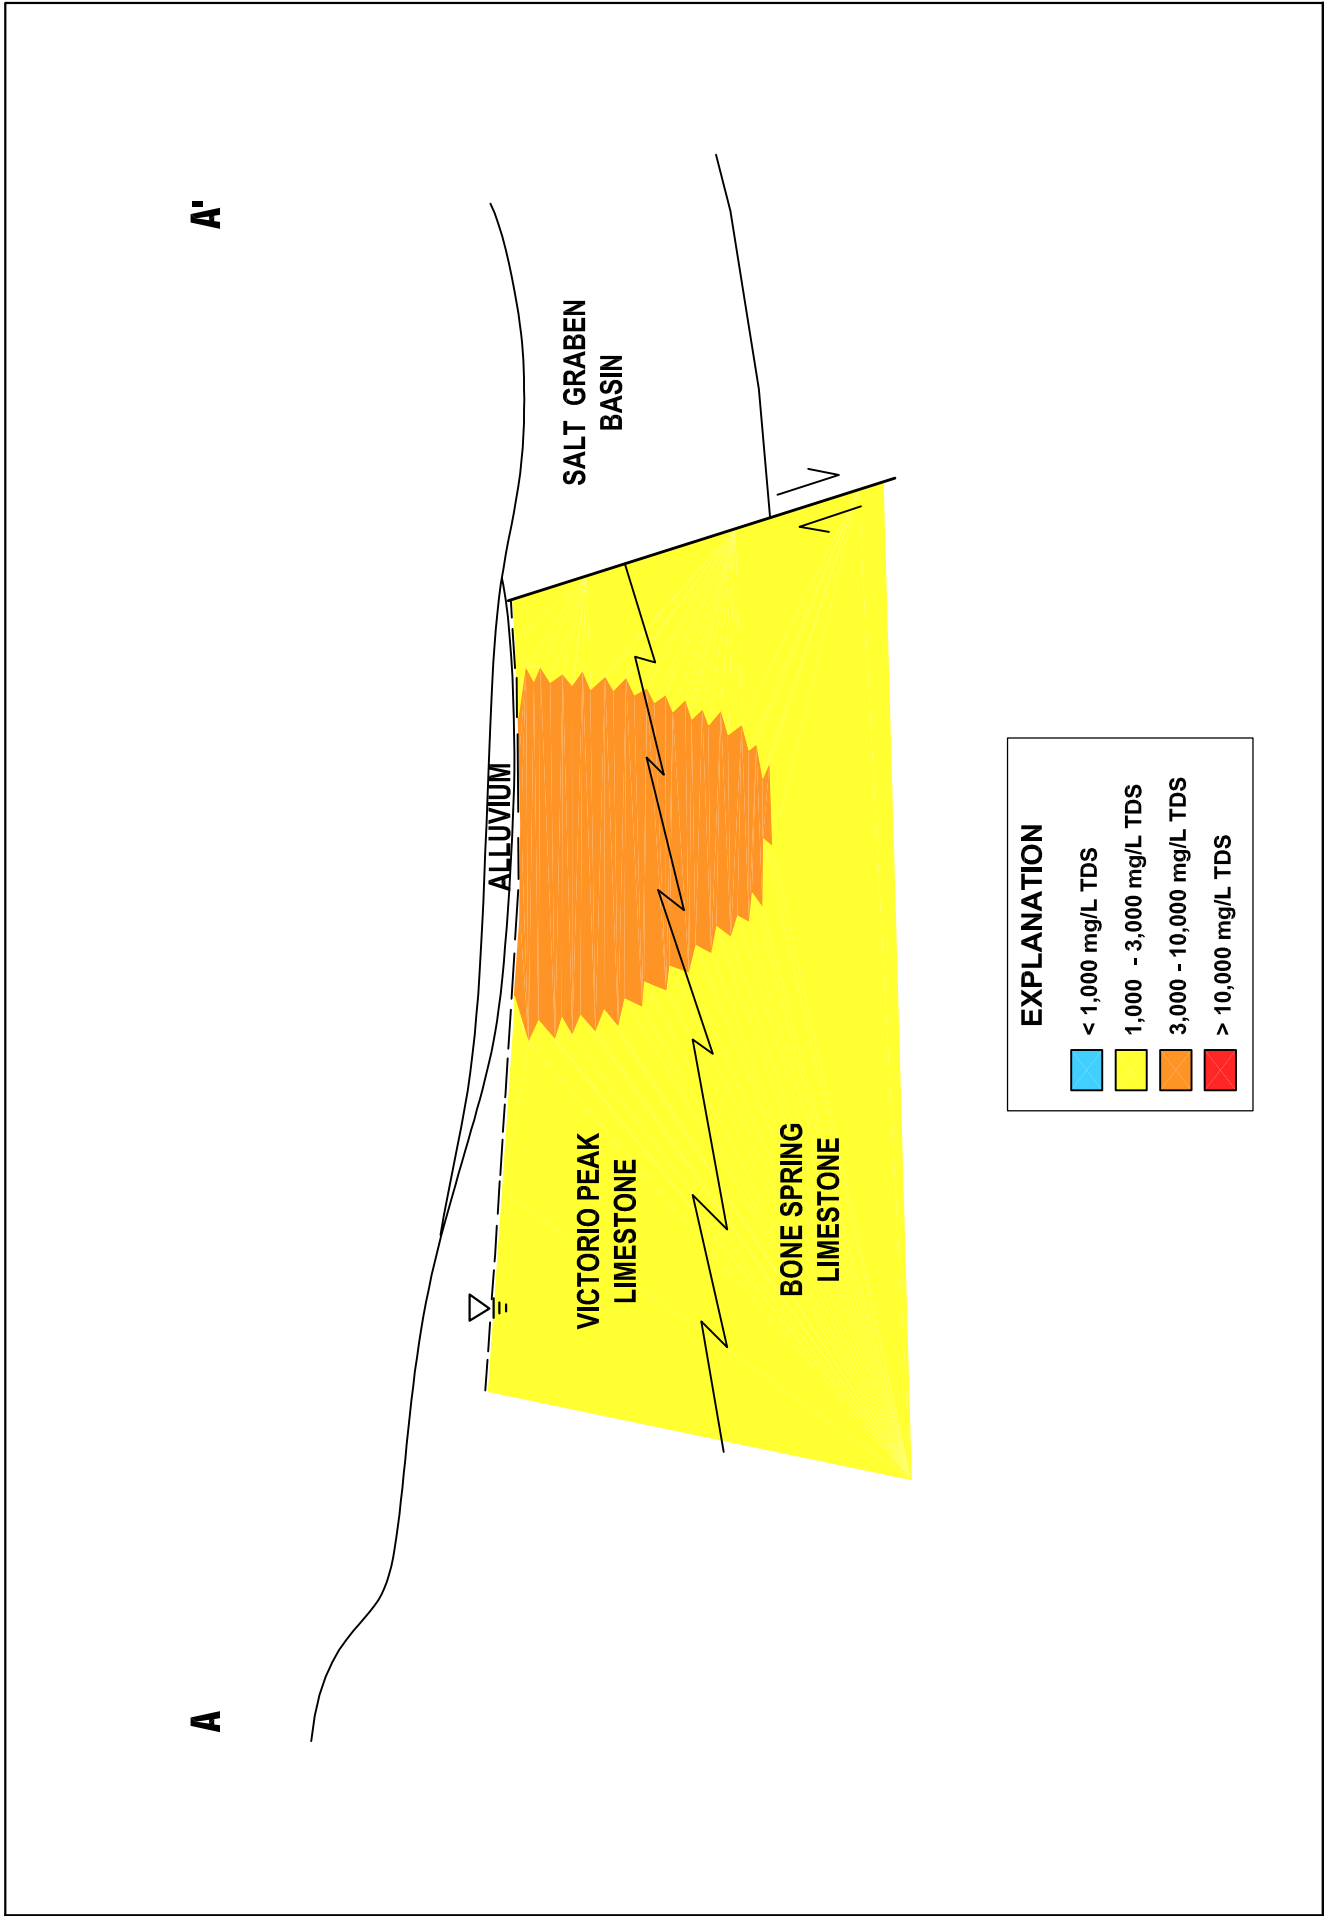 A
A'
SALT GRABEN
BASIN
ALLUVIUM
VICTORIO PEAK
LIMESTONE
BONE SPRING
LIMESTONE
EXPLANATION
< 1,000 mg/L TDS
1,000 - 3,000 mg/L TDS
3,000 - 10,000 mg/L TDS
> 10,000 mg/L TDS